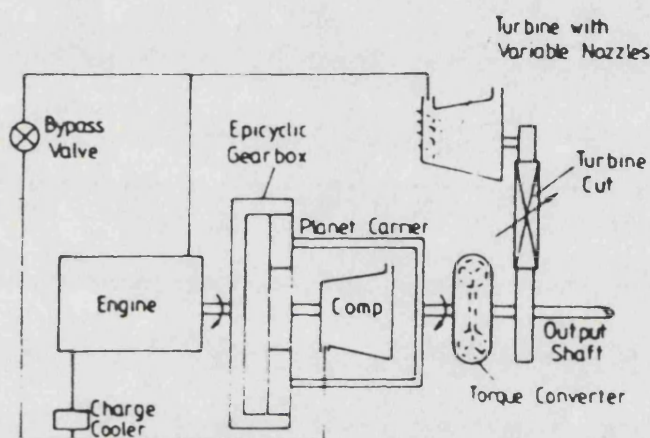 Turbine with
Variable Nozzles
Bypass
Valve
Epicyclic
Gearbox
Turbine
Cut
Planet Carrier
Engine
Comp
Output
Shaft
Torque Converter
Charge
Cooler